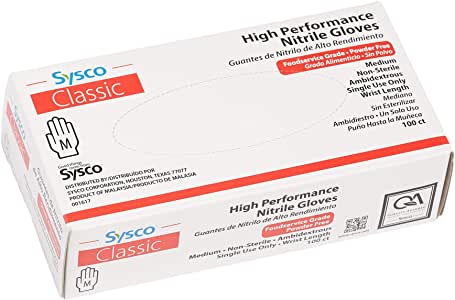 Sysco
Classic
M
Sysco
DISTRIBUTED BY/DISTRIBUÍDO POR
SYSCO CORPORATION, HOUSTON, TEXAS 77077
PRODUCT OF MALAYSIA/PRODUCTO DE MALASIA
001617
High Performance
Nitrile Gloves
Guantes de Nitrilo de Alto Rendimiento
Foodservice Grade • Powder Free
Grado Alimenticio • Sin Polvo
Medium
Non-Sterile
Ambidextrous
Single Use Only
Wrist Length
Mediano
Sin Esterilizar
Ambidiestro • Un Solo Uso
Puño Hasta la Muñeca
100 ct
Sysco
Classic
M
High Performance
Nitrile Gloves
Guantes de Nitrilo de Alto Rendimiento
Foodservice Grade
Powder Free
Medium • Non-Sterile • Ambidextrous
Single Use Only • Wrist Length
100 ct
QA